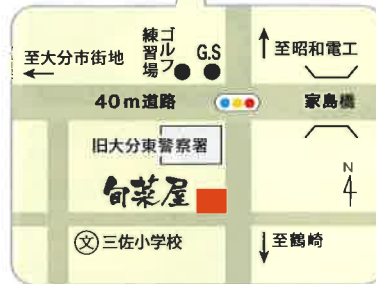 至大分市街地
ゴルフ
練習場
G.S
至昭和電工
40m道路
家島橋
旧大分東警察署
旬菜屋
N
文 三佐小学校
至鶴崎